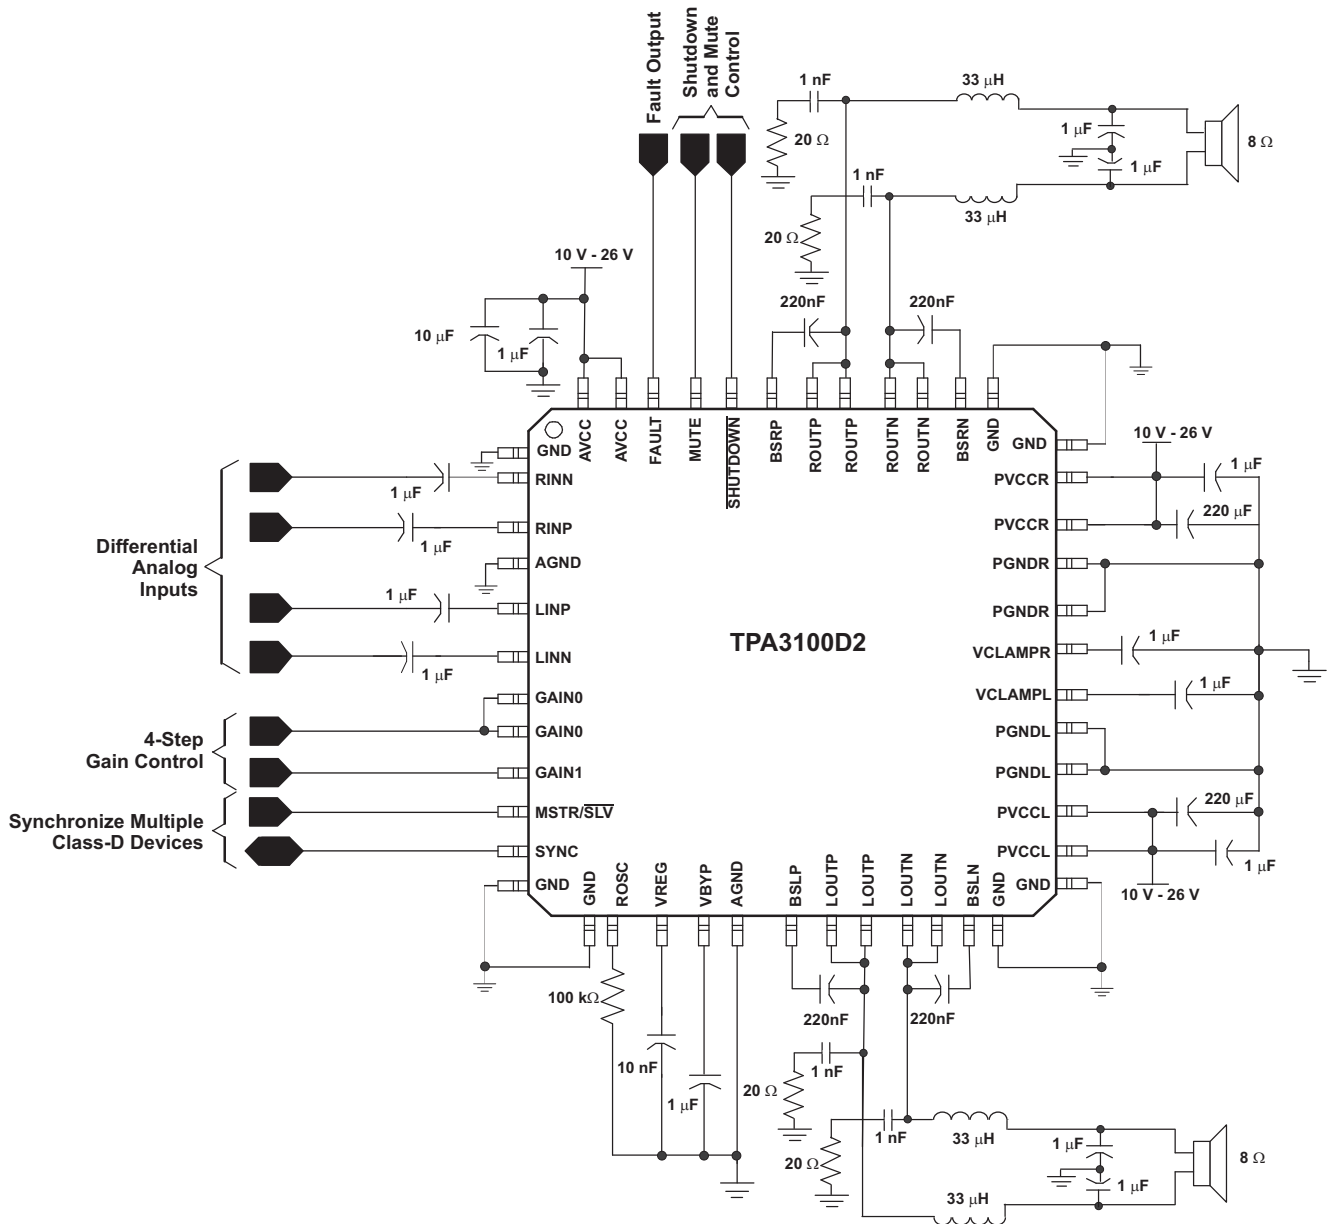 Fault Output
Shutdown
and Mute
Control
1 nF
33 μH
20 Ω
1 μF
1 μF
8 Ω
1 nF
33 μH
20 Ω
10 V - 26 V
10 μF
1 μF
220nF
220nF
AVCC
AVCC
FAULT
MUTE
SHUTDOWN
BSRP
ROUTP
ROUTP
ROUTN
ROUTN
BSRN
GND
GND
RINN
RINP
AGND
LINP
LINN
GAIN0
GAIN0
GAIN1
MSTR/SLV
SYNC
GND
1 μF
1 μF
1 μF
1 μF
Differential
Analog
Inputs
4-Step
Gain Control
Synchronize Multiple
Class-D Devices
TPA3100D2
GND
PVCCR
PVCCR
PGNDR
PGNDR
VCLAMPR
VCLAMPL
PGNDL
PGNDL
PVCCL
PVCCL
GND
10 V - 26 V
1 μF
220 μF
1 μF
1 μF
220 μF
1 μF
10 V - 26 V
GND
ROSC
VREG
VBYP
AGND
BSLP
LOUTP
LOUTP
LOUTN
LOUTN
BSLN
GND
100 kΩ
10 nF
1 μF
220nF
220nF
1 nF
20 Ω
1 nF
33 μH
20 Ω
1 μF
1 μF
8 Ω
33 μH